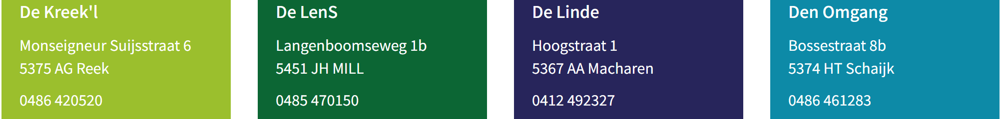 De Kreek'l
Monseigneur Suijsstraat 6
5375 AG Reek
0486 420520
De LenS
Langenboomseweg 1b
5451 JH MILL
0485 470150
De Linde
Hoogstraat 1
5367 AA Macharen
0412 492327
Den Omgang
Bossestraat 8b
5374 HT Schaijk
0486 461283